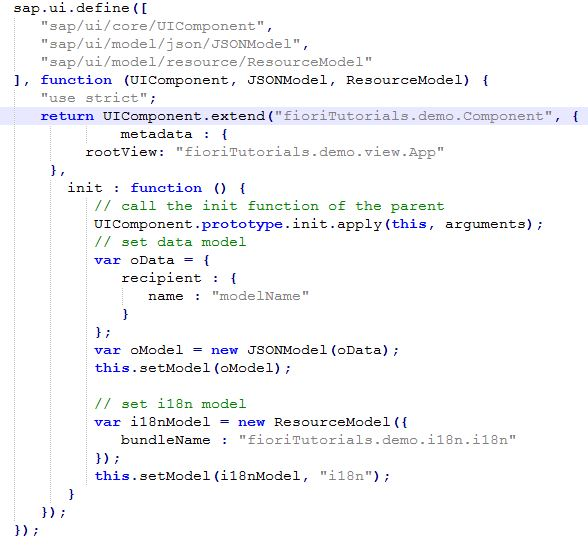 sap.ui.define([
"sap/ui/core/UIComponent",
"sap/ui/model/json/JSONModel",
"sap/ui/model/resource/ResourceModel"
], function (UIComponent, JSONModel, ResourceModel) {
"use strict";
return UIComponent.extend("fioriTutorials.demo.Component", {
metadata : {
rootView: "fioriTutorials.demo.view.App"
},
init : function () {
// call the init function of the parent
UIComponent.prototype.init.apply(this, arguments);
// set data model
var oData = {
recipient : {
name : "modelName"
}
};
var oModel = new JSONModel(oData);
this.setModel(oModel);
// set i18n model
var i18nModel = new ResourceModel({
bundleName : "fioriTutorials.demo.i18n.i18n"
});
this.setModel(i18nModel, "i18n");
}
});
});